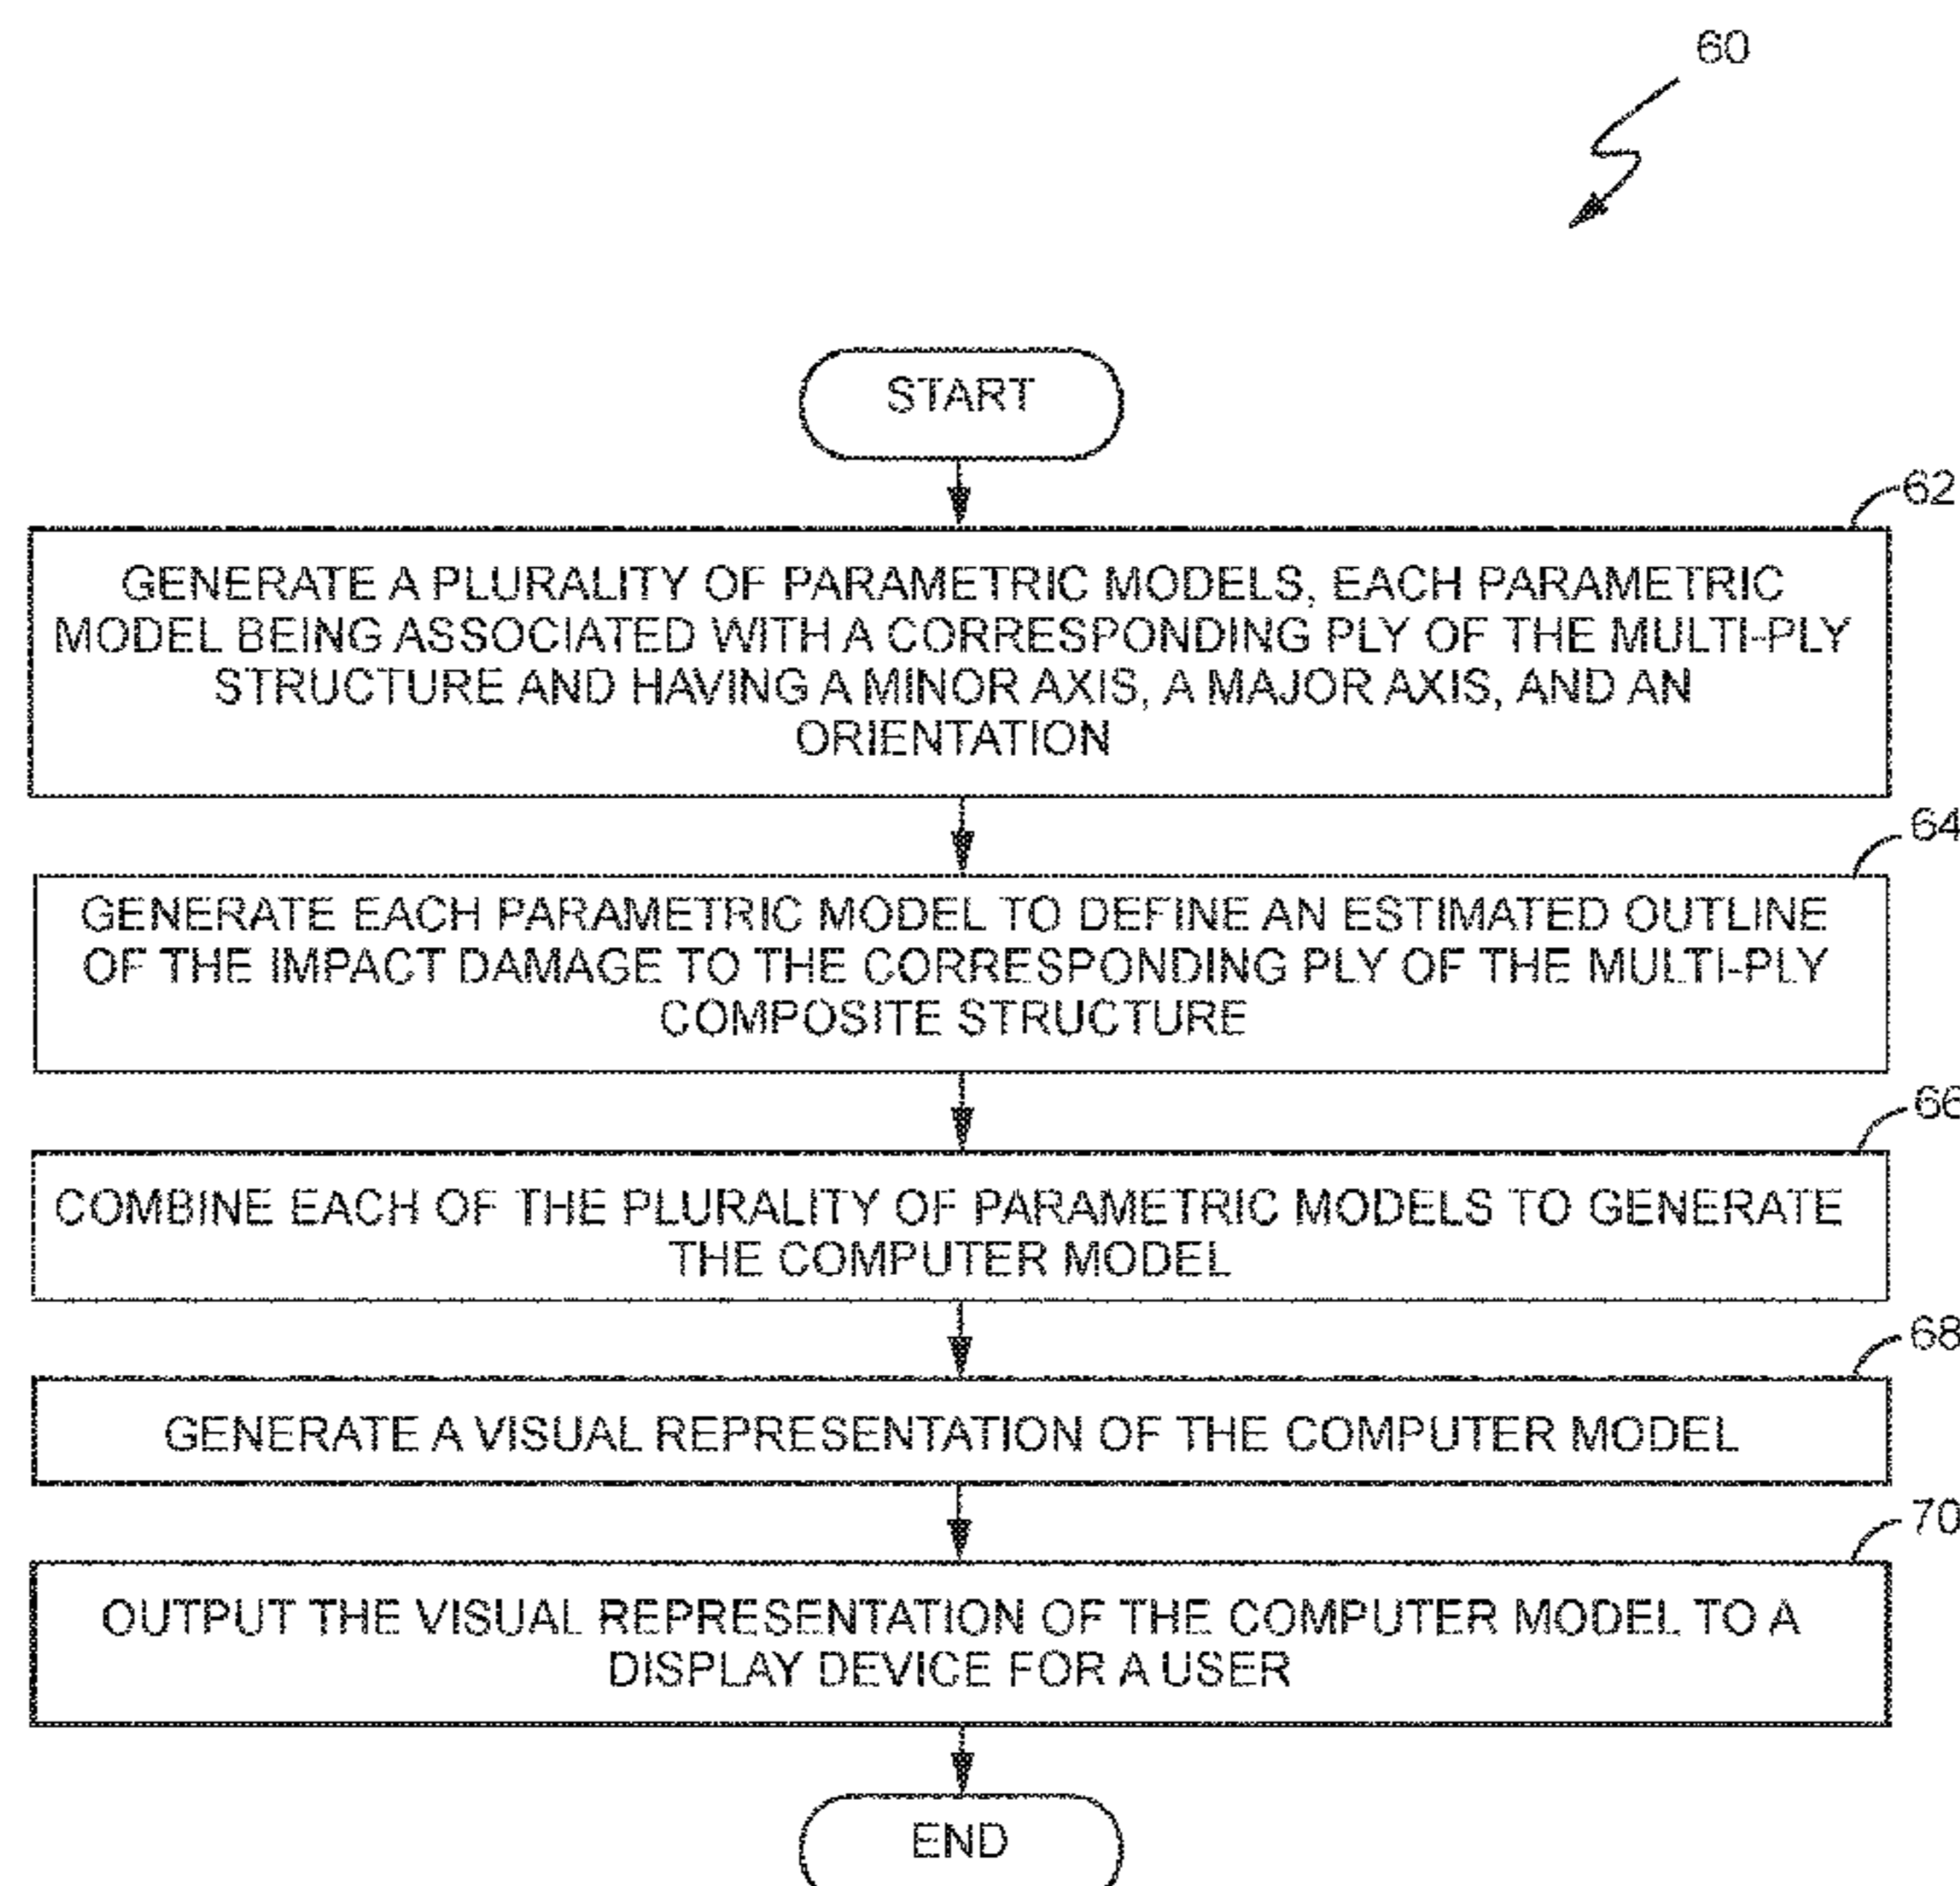 60
START
62
GENERATE A PLURALITY OF PARAMETRIC MODELS, EACH PARAMETRIC
MODEL BEING ASSOCIATED WITH A CORRESPONDING PLY OF THE MULTI-PLY
STRUCTURE AND HAVING A MINOR AXIS, A MAJOR AXIS, AND AN
ORIENTATION
64
GENERATE EACH PARAMETRIC MODEL TO DEFINE AN ESTIMATED OUTLINE
OF THE IMPACT DAMAGE TO THE CORRESPONDING PLY OF THE MULTI-PLY
COMPOSITE STRUCTURE
66
COMBINE EACH OF THE PLURALITY OF PARAMETRIC MODELS TO GENERATE
THE COMPUTER MODEL
68
GENERATE A VISUAL REPRESENTATION OF THE COMPUTER MODEL
70
OUTPUT THE VISUAL REPRESENTATION OF THE COMPUTER MODEL TO A
DISPLAY DEVICE FOR A USER
END